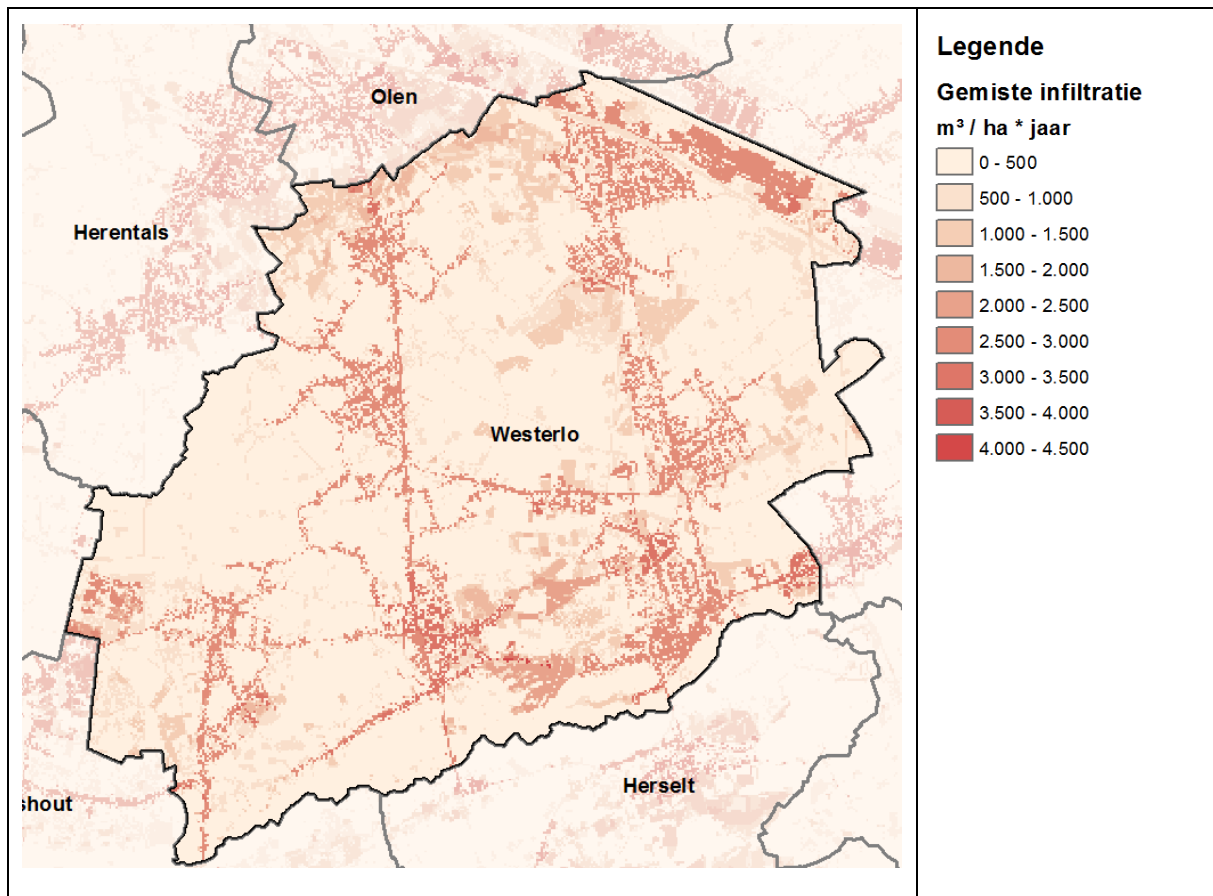 Olen
Herentals
Westerlo
Herselt
shout
Legende
Gemiste infiltratie
m³ / ha * jaar
0 - 500
500 - 1.000
1.000 - 1.500
1.500 - 2.000
2.000 - 2.500
2.500 - 3.000
3.000 - 3.500
3.500 - 4.000
4.000 - 4.500